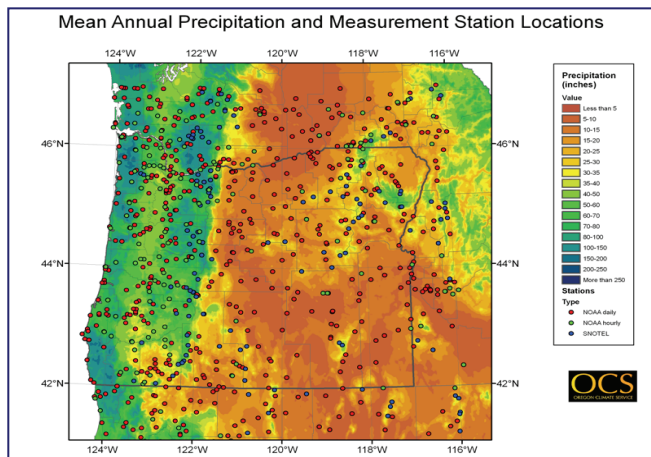 Mean Annual Precipitation and Measurement Station Locations
124°W 122°W 120°W 118°W 116°W
46°N 46°N
44°N 44°N
42°N 42°N
124°W 122°W 120°W 118°W 116°W
Precipitation
(inches)
Value
Less than 5
5-10
10-15
15-20
20-25
25-30
30-35
35-40
40-50
50-60
60-70
70-80
80-100
100-150
150-200
200-250
More than 250
Stations
Type
NOAA daily
NOAA hourly
SNOTEL
OCS
OREGON CLIMATE SERVICE